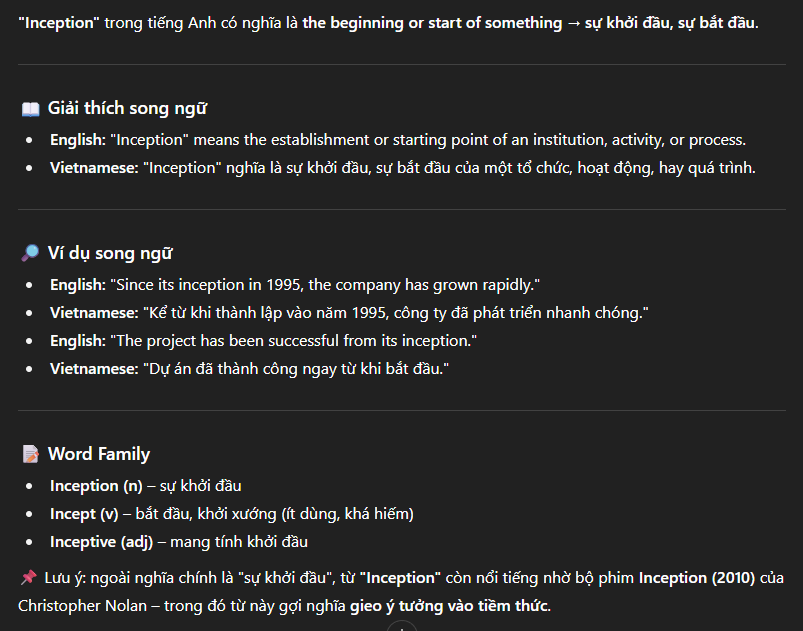 "Inception" trong tiếng Anh có nghĩa là the beginning or start of something → sự khởi đầu, sự bắt đầu.
📖 Giải thích song ngữ
• English: "Inception" means the establishment or starting point of an institution, activity, or process.
• Vietnamese: "Inception" nghĩa là sự khởi đầu, sự bắt đầu của một tổ chức, hoạt động, hay quá trình.
🔎 Ví dụ song ngữ
• English: "Since its inception in 1995, the company has grown rapidly."
• Vietnamese: "Kể từ khi thành lập vào năm 1995, công ty đã phát triển nhanh chóng."
• English: "The project has been successful from its inception."
• Vietnamese: "Dự án đã thành công ngay từ khi bắt đầu."
📝 Word Family
• Inception (n) – sự khởi đầu
• Incept (v) – bắt đầu, khởi xướng (ít dùng, khá hiếm)
• Inceptive (adj) – mang tính khởi đầu
📌 Lưu ý: ngoài nghĩa chính là "sự khởi đầu", từ "Inception" còn nổi tiếng nhờ bộ phim Inception (2010) của
Christopher Nolan – trong đó từ này gợi nghĩa gieo ý tưởng vào tiềm thức.